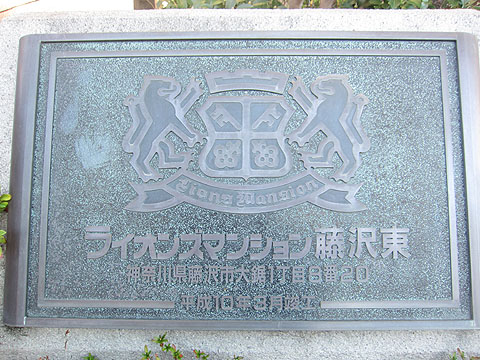 Lions Mansion
ライオンズマンション藤沢東
神奈川県藤沢市大鋸1丁目6番20
平成10年3月竣工